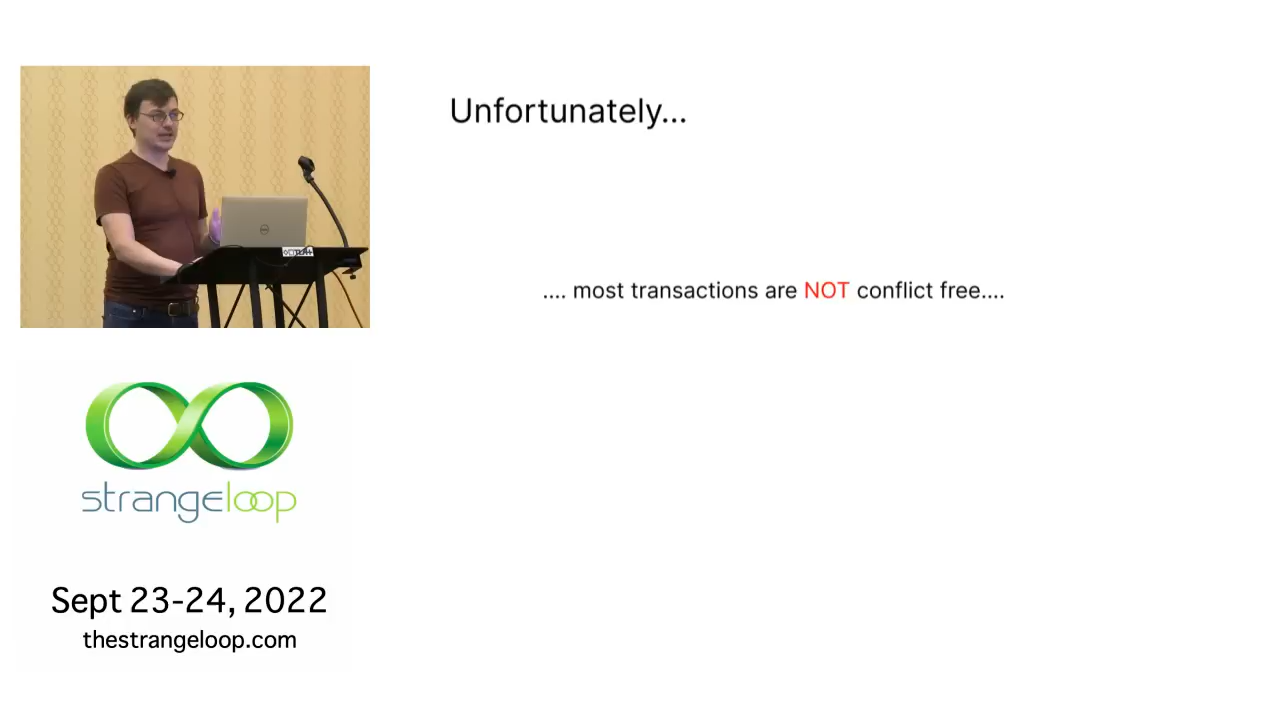 Unfortunately...
.... most transactions are NOT conflict free....
strangeloop
Sept 23-24, 2022
thestrangeloop.com